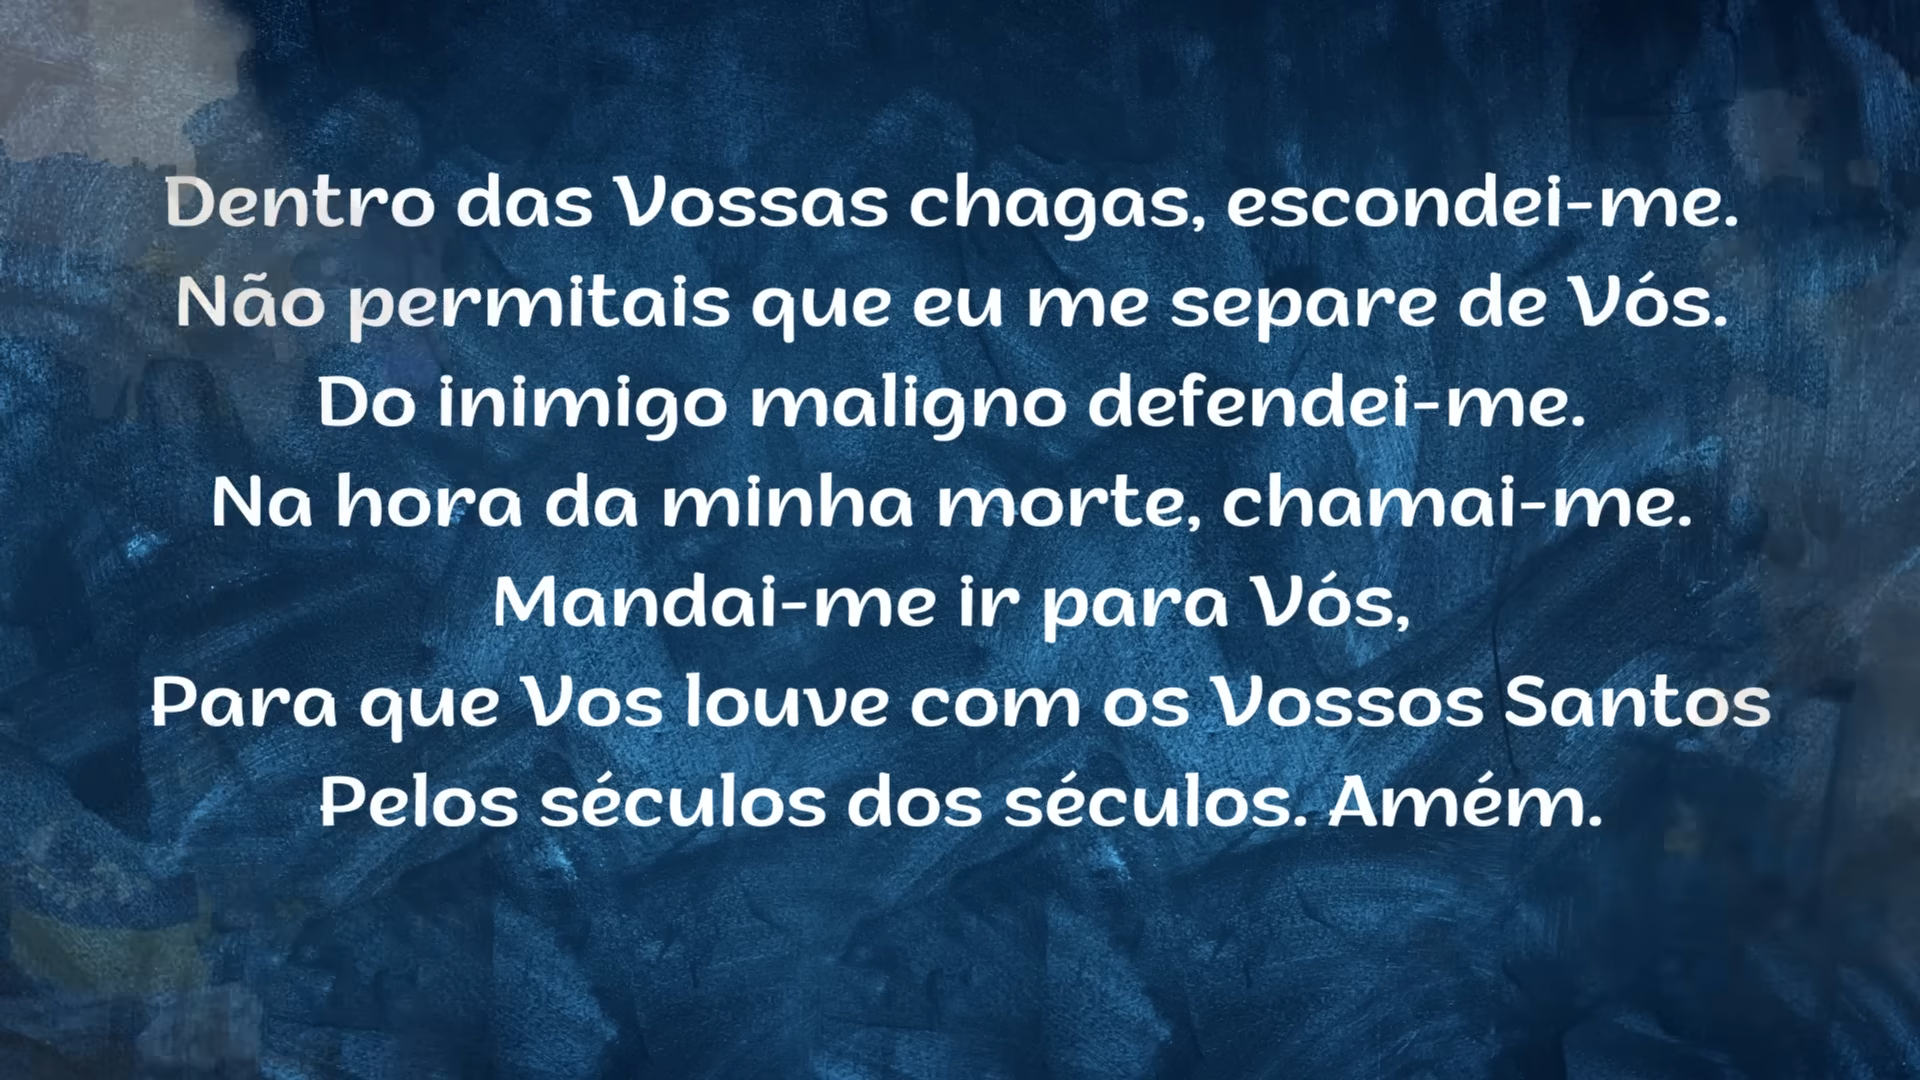 Dentro das Vossas chagas, escondei-me.
Não permitais que eu me separe de Vós.
Do inimigo maligno defendei-me.
Na hora da minha morte, chamai-me.
Mandai-me ir para Vós,
Para que Vos louve com os Vossos Santos
Pelos séculos dos séculos. Amém.